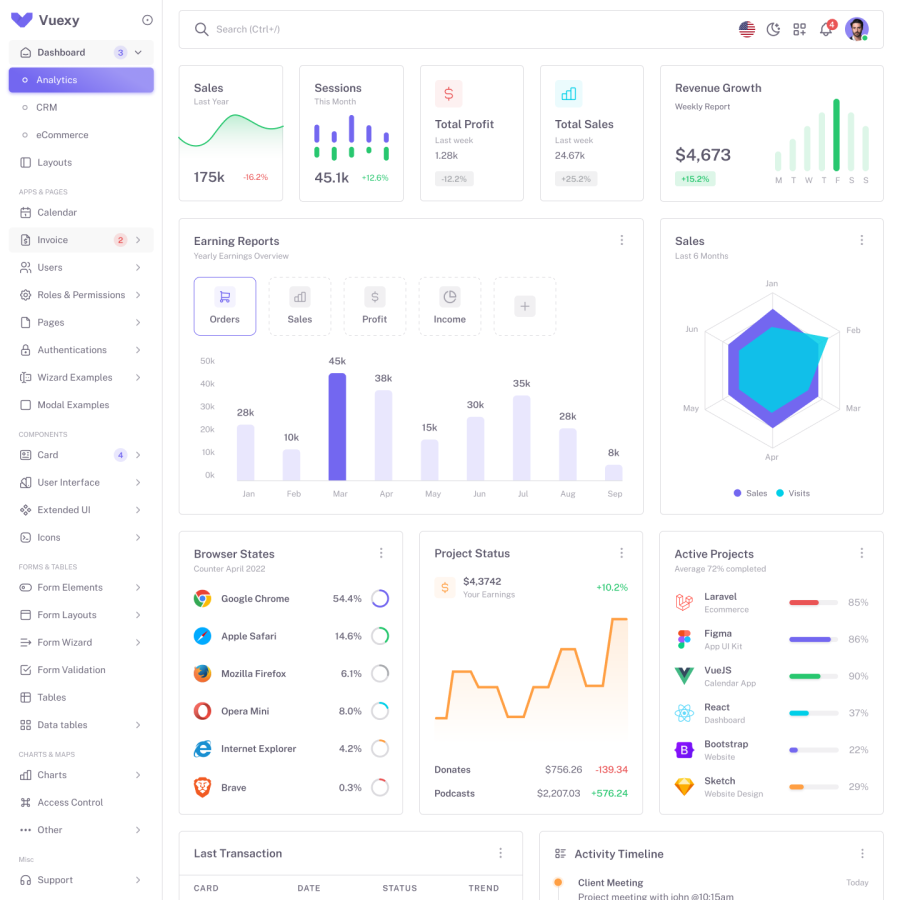 Vuexy
Dashboard 3
Analytics
CRM
eCommerce
Layouts
APPS & PAGES
Calendar
Invoice 2
Users
Roles & Permissions
Pages
Authentications
Wizard Examples
Modal Examples
COMPONENTS
Card 4
User Interface
Extended UI
Icons
FORMS & TABLES
Form Elements
Form Layouts
Form Wizard
Form Validation
Tables
Data tables
CHARTS & MAPS
Charts
Access Control
Other
Misc
Support
Search (Ctrl+/)
4
Sales
Last Year
175k -16.2%
Sessions
This Month
45.1k +12.6%
$
Total Profit
Last week
1.28k
-12.2%
Total Sales
Last week
24.67k
+25.2%
Revenue Growth
Weekly Report
$4,673
+15.2%
M T W T F S S
Earning Reports
Yearly Earnings Overview
Orders
Sales
$
Profit
Income
+
50k
40k
30k
20k
10k
0k
28k
10k
45k
38k
15k
30k
35k
28k
8k
Jan Feb Mar Apr May Jun Jul Aug Sep
Sales
Last 6 Months
Jan
Feb
Mar
Apr
May
Jun
Sales Visits
Browser States
Counter April 2022
Google Chrome 54.4%
Apple Safari 14.6%
Mozilla Firefox 6.1%
Opera Mini 8.0%
Internet Explorer 4.2%
Brave 0.3%
Project Status
$
$4,3742
Your Earnings
+10.2%
Donates $756.26 -139.34
Podcasts $2,207.03 +576.24
Active Projects
Average 72% completed
Laravel
Ecommerce
85%
Figma
App UI Kit
86%
VueJS
Calendar App
90%
React
Dashboard
37%
B
Bootstrap
Website
22%
Sketch
Website Design
29%
Last Transaction
CARD DATE STATUS TREND
Activity Timeline
Client Meeting Today
Project meeting with john @10:15am